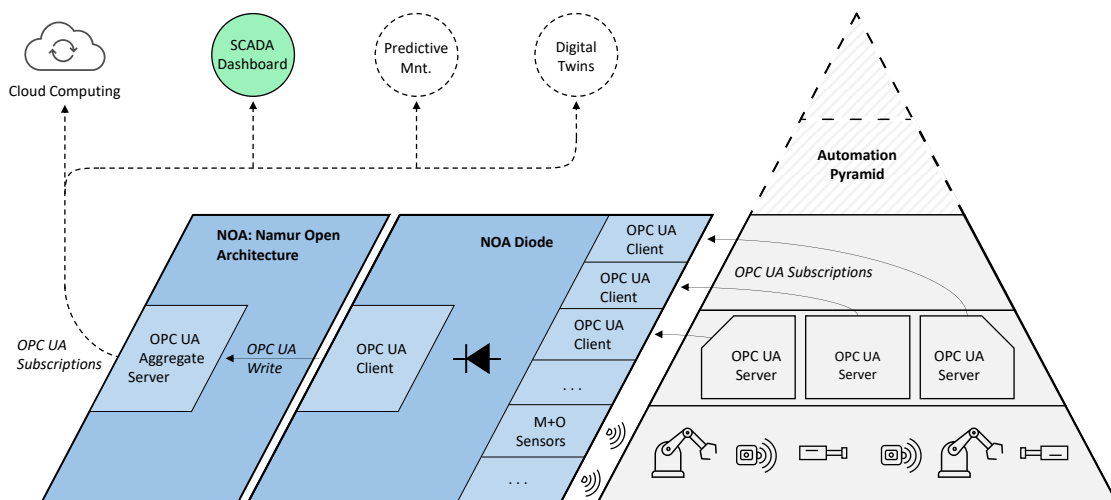 Cloud Computing
SCADA
Dashboard
Predictive
Mnt.
Digital
Twins
Automation
Pyramid
NOA: Namur Open
Architecture
NOA Diode
OPC UA
Client
OPC UA
Client
OPC UA
Client
. . .
M+O
Sensors
. . .
OPC UA Subscriptions
OPC UA
Subscriptions
OPC UA
Aggregate
Server
OPC UA
Write
OPC UA
Client
OPC UA
Server
OPC UA
Server
OPC UA
Server